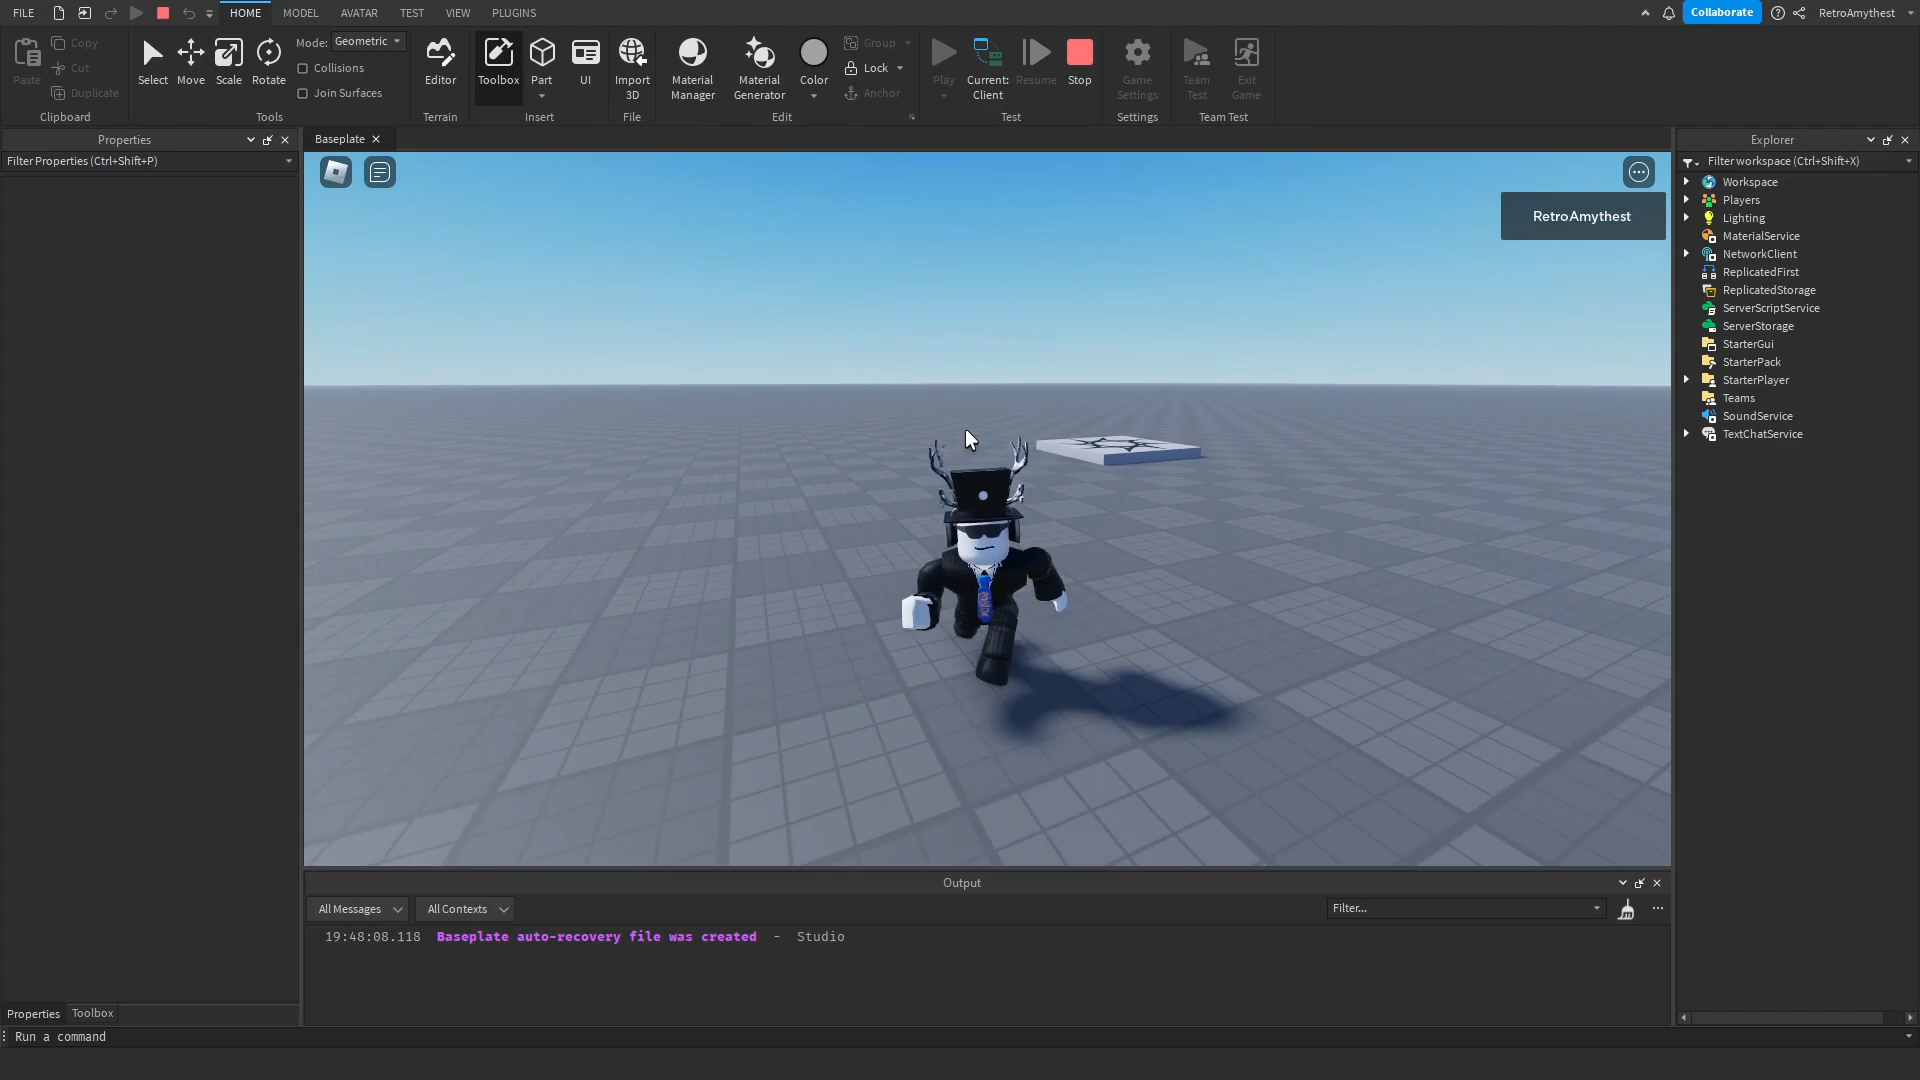 FILE HOME MODEL AVATAR TEST VIEW PLUGINS Collaborate RetroAmythest
Paste Copy Cut Duplicate
Clipboard
Select Move Scale Rotate Mode: Geometric
Collisions
Join Surfaces
Tools
Editor
Terrain
Toolbox Part UI
Insert
Import 3D
File
Material Manager
Material Generator
Color
Group
Lock
Anchor
Edit
Play
Current: Client
Resume
Stop
Test
Game Settings
Settings
Team Test
Exit Game
Team Test
Properties
Filter Properties (Ctrl+Shift+P)
Baseplate
RetroAmythest
Explorer
Filter workspace (Ctrl+Shift+X)
Workspace
Players
Lighting
MaterialService
NetworkClient
ReplicatedFirst
ReplicatedStorage
ServerScriptService
ServerStorage
StarterGui
StarterPack
StarterPlayer
Teams
SoundService
TextChatService
Output
All Messages All Contexts Filter...
19:48:08.118 Baseplate auto-recovery file was created - Studio
Properties Toolbox
Run a command